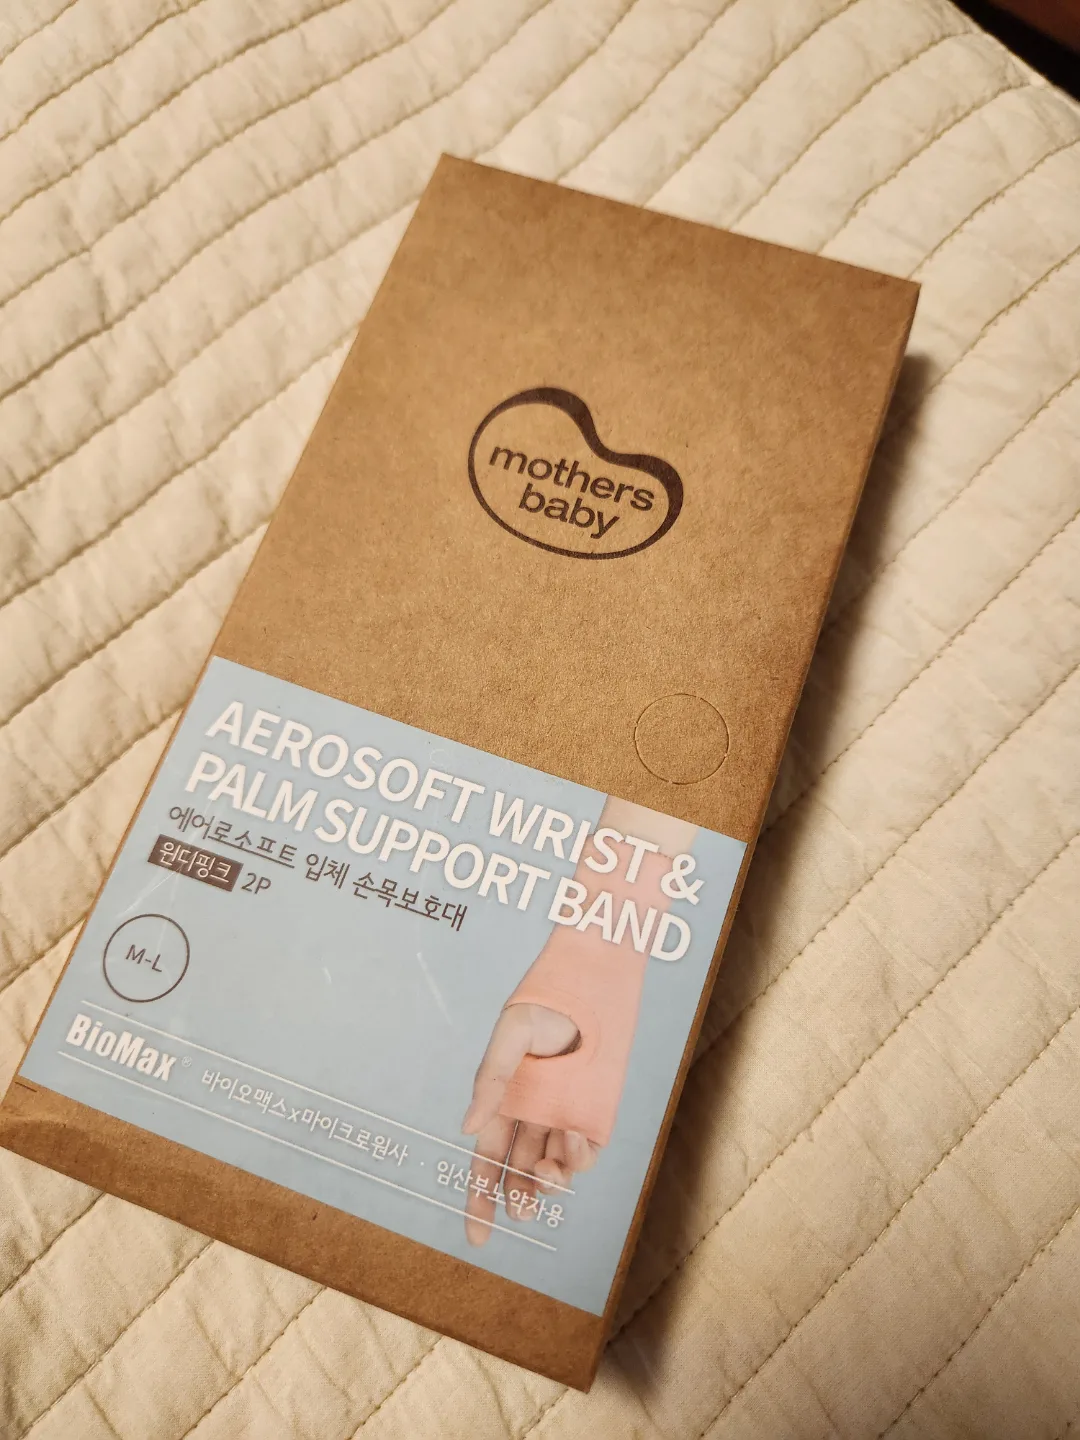 mothers
baby
AEROSOFT WRIST &
PALM SUPPORT BAND
에어로소프트 입체 손목보호대
윈디핑크 2P
M-L
BioMax® 바이오맥스x마이크로원사 · 임산부노약자용